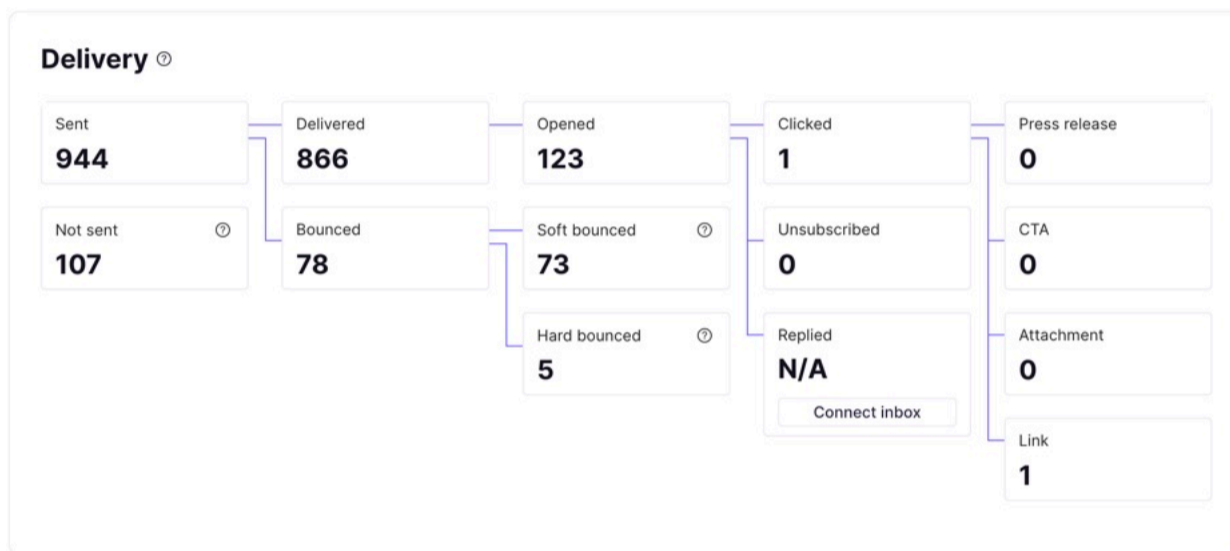 Delivery
Sent
944
Delivered
866
Opened
123
Clicked
1
Press release
0
Not sent
107
Bounced
78
Soft bounced
73
Unsubscribed
0
CTA
0
Hard bounced
5
Replied
N/A
Connect inbox
Attachment
0
Link
1